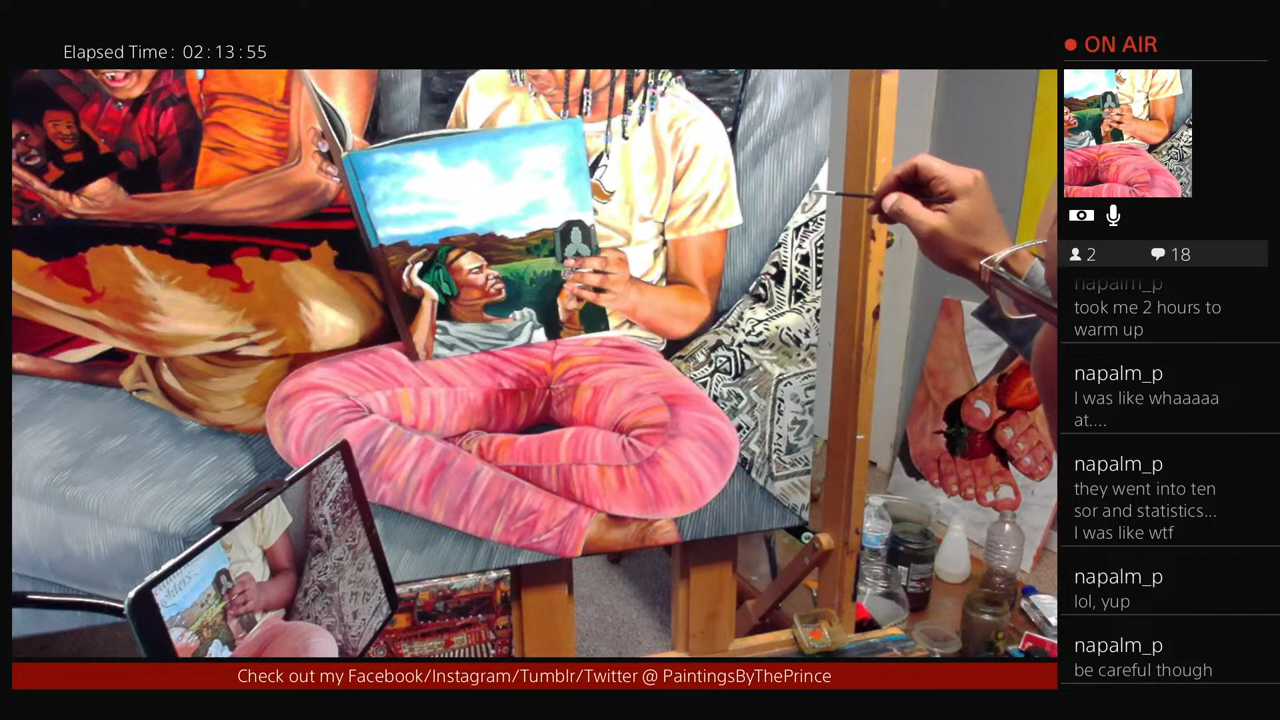 Elapsed Time: 02:13:55
ON AIR
2
18
napalm_p
took me 2 hours to
warm up
napalm_p
I was like whaaaaa
at....
napalm_p
they went into ten
sor and statistics...
I was like wtf
napalm_p
lol, yup
napalm_p
be careful though
Check out my Facebook/Instagram/Tumblr/Twitter @ PaintingsByThePrince